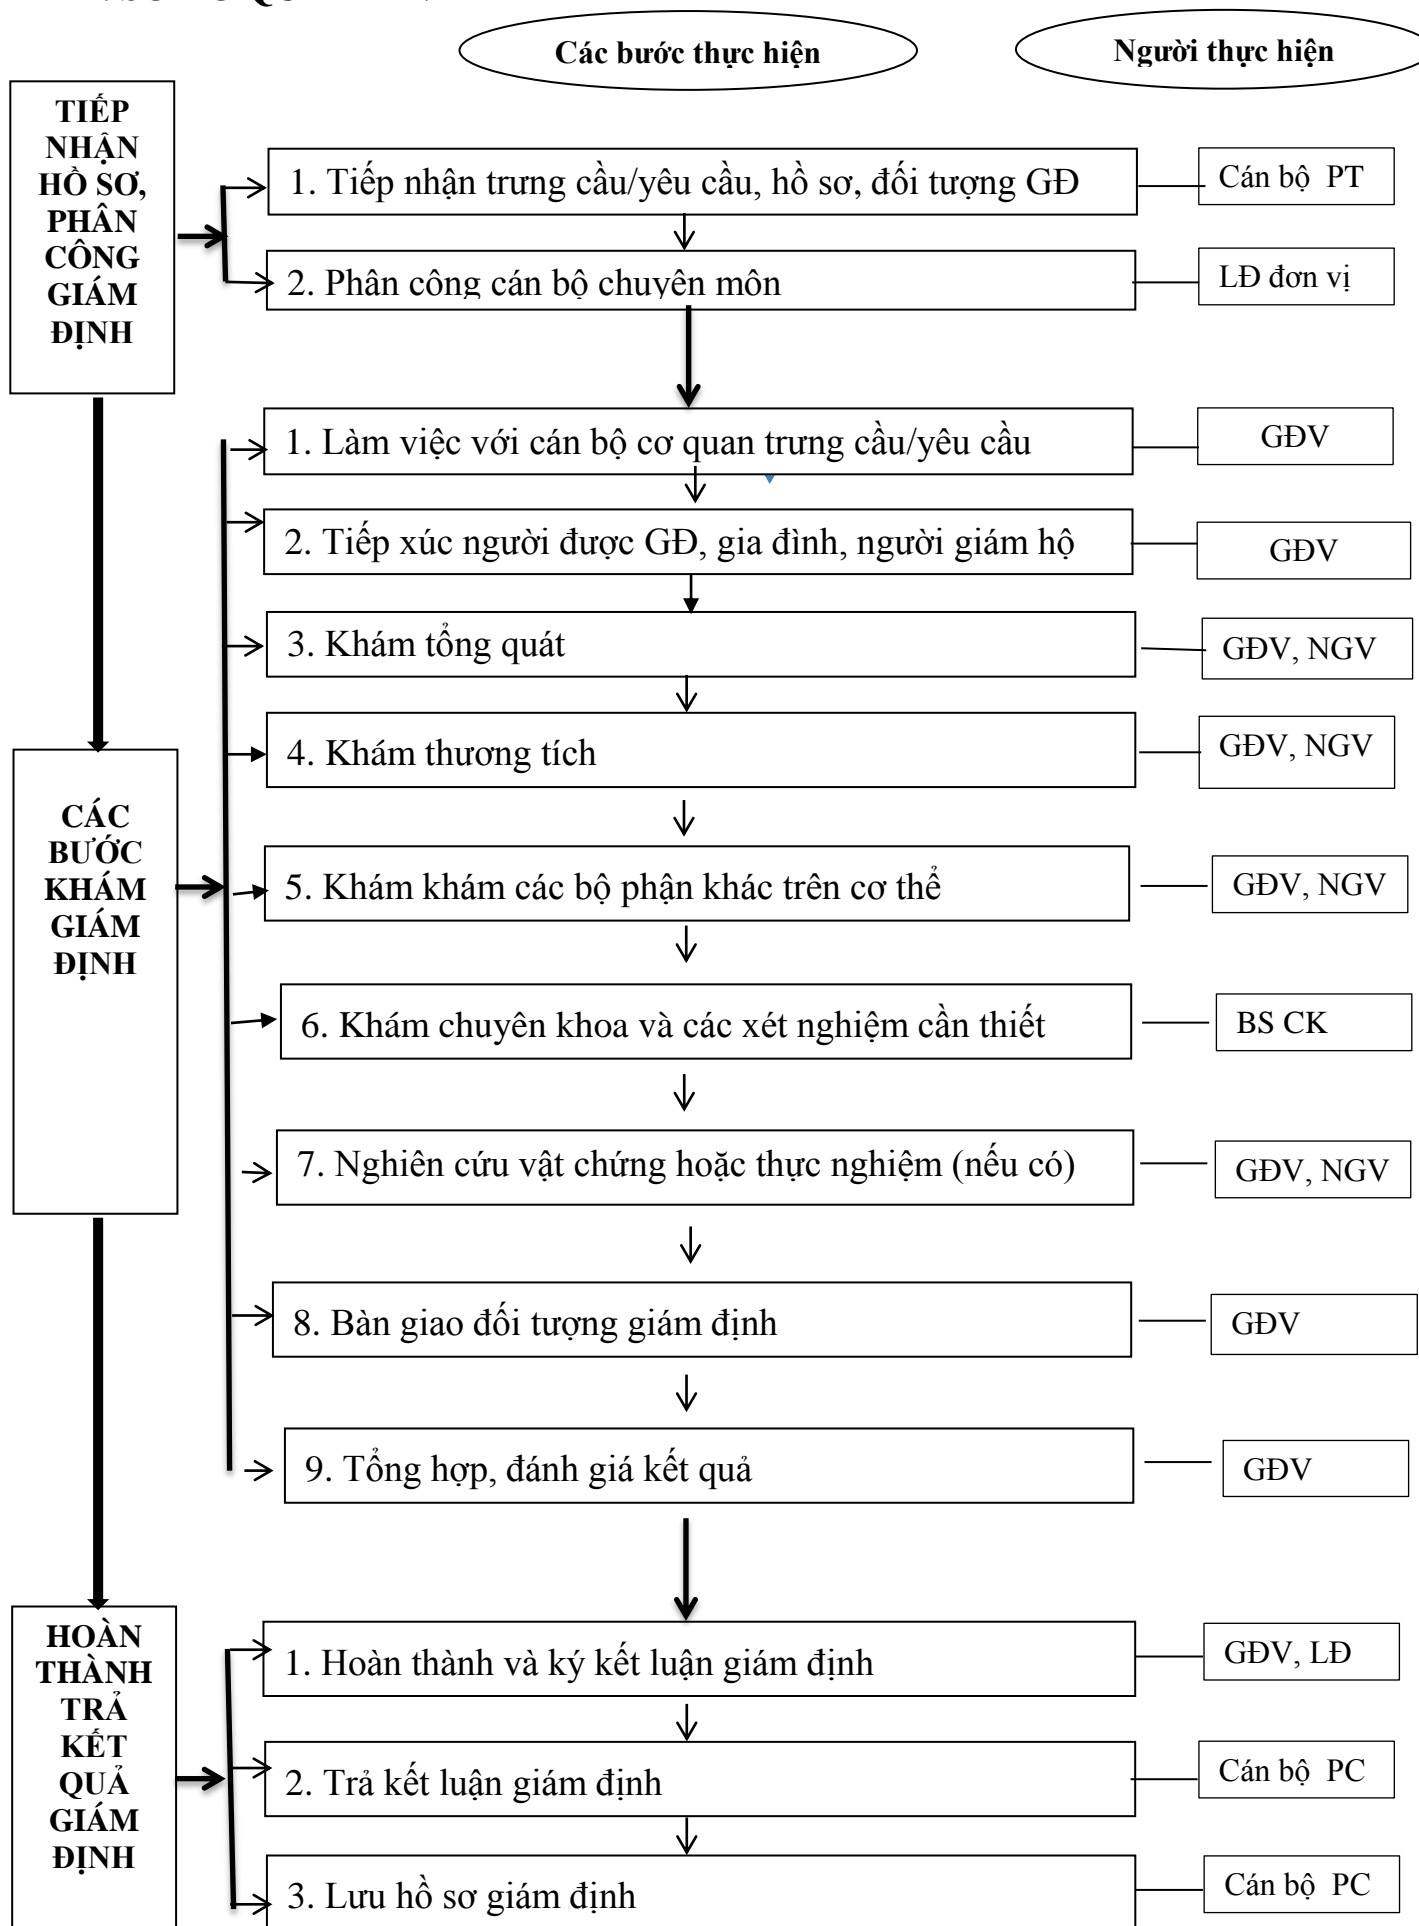 Các bước thực hiện
Người thực hiện
TIẾP
NHẬN
HỒ SƠ,
PHÂN
CÔNG
GIÁM
ĐỊNH
1. Tiếp nhận trưng cầu/yêu cầu, hồ sơ, đối tượng GĐ
Cán bộ PT
2. Phân công cán bộ chuyên môn
LĐ đơn vị
1. Làm việc với cán bộ cơ quan trưng cầu/yêu cầu
GĐV
2. Tiếp xúc người được GĐ, gia đình, người giám hộ
GĐV
3. Khám tổng quát
GĐV, NGV
4. Khám thương tích
GĐV, NGV
CÁC
BƯỚC
KHÁM
GIÁM
ĐỊNH
5. Khám khám các bộ phận khác trên cơ thể
GĐV, NGV
6. Khám chuyên khoa và các xét nghiệm cần thiết
BS CK
7. Nghiên cứu vật chứng hoặc thực nghiệm (nếu có)
GĐV, NGV
8. Bàn giao đối tượng giám định
GĐV
9. Tổng hợp, đánh giá kết quả
GĐV
HOÀN
THÀNH
TRẢ
KẾT
QUẢ
GIÁM
ĐỊNH
1. Hoàn thành và ký kết luận giám định
GĐV, LĐ
2. Trả kết luận giám định
Cán bộ PC
3. Lưu hồ sơ giám định
Cán bộ PC